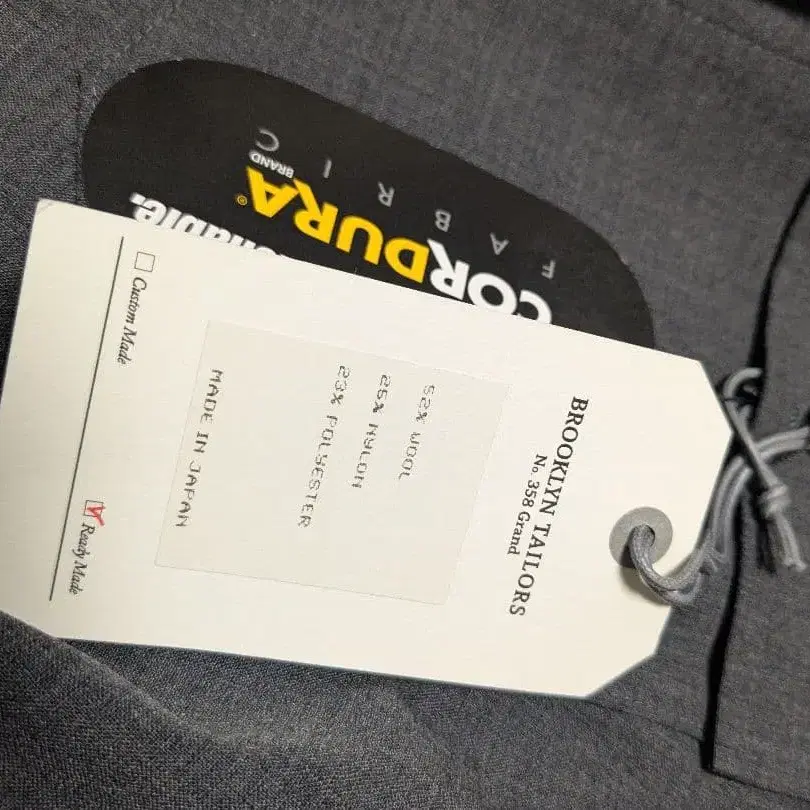 BROOKLYN TAILORS
No. 358 Grand
52% WOOL
25% NYLON
23% POLYESTER
MADE IN JAPAN
Custom Made
Ready Made
FABRIC
CORDURA®
BRAND